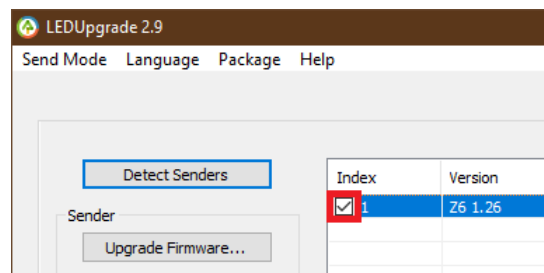 LEDUpgrade 2.9
Send Mode Language Package Help
Detect Senders
Index Version
1 Z6 1.26
Sender
Upgrade Firmware...